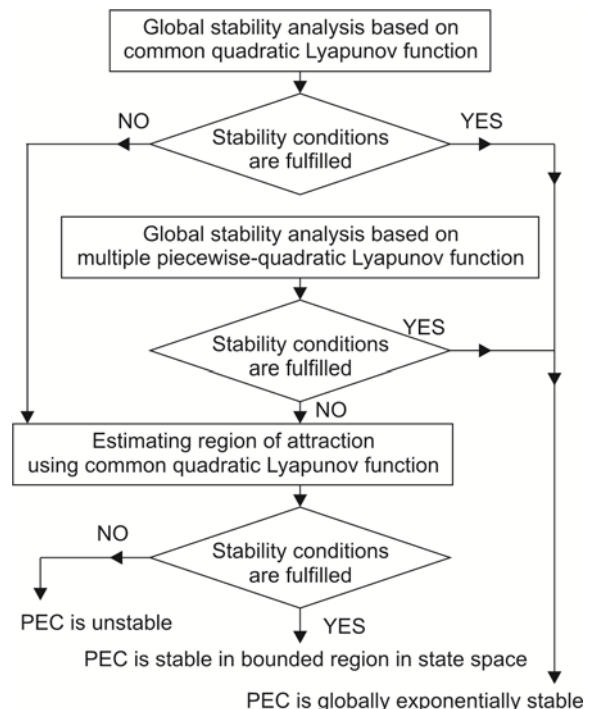 Global stability analysis based on
common quadratic Lyapunov function
NO
YES
Stability conditions
are fulfilled
Global stability analysis based on
multiple piecewise-quadratic Lyapunov function
YES
Stability conditions
are fulfilled
NO
Estimating region of attraction
using common quadratic Lyapunov function
NO
Stability conditions
are fulfilled
PEC is unstable
YES
PEC is stable in bounded region in state space
PEC is globally exponentially stable